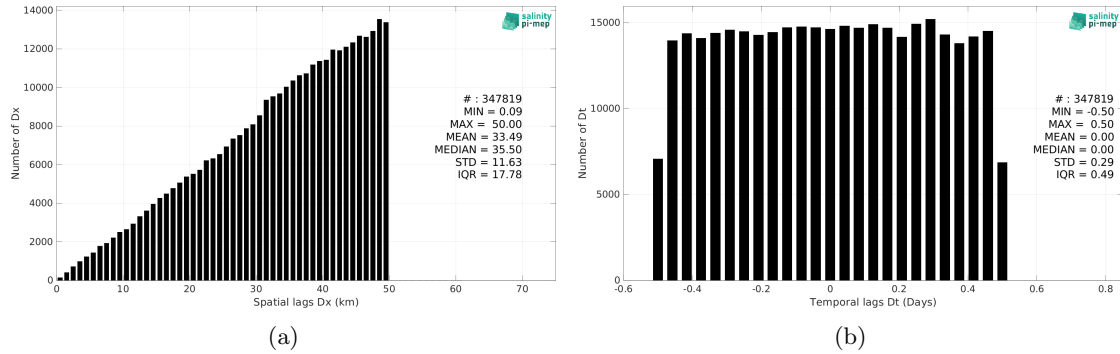 14000
12000
10000
8000
6000
4000
2000
0
Number of Dx
salinity
pi-mep
# : 347819
MIN = 0.09
MAX = 50.00
MEAN = 33.49
MEDIAN = 35.50
STD = 11.63
IQR = 17.78
0 10 20 30 40 50 60 70
Spatial lags Dx (km)
(a)
15000
10000
5000
0
Number of Dt
salinity
pi-mep
# : 347819
MIN = -0.50
MAX = 0.50
MEAN = 0.00
MEDIAN = 0.00
STD = 0.29
IQR = 0.49
-0.6 -0.4 -0.2 0 0.2 0.4 0.6 0.8
Temporal lags Dt (Days)
(b)